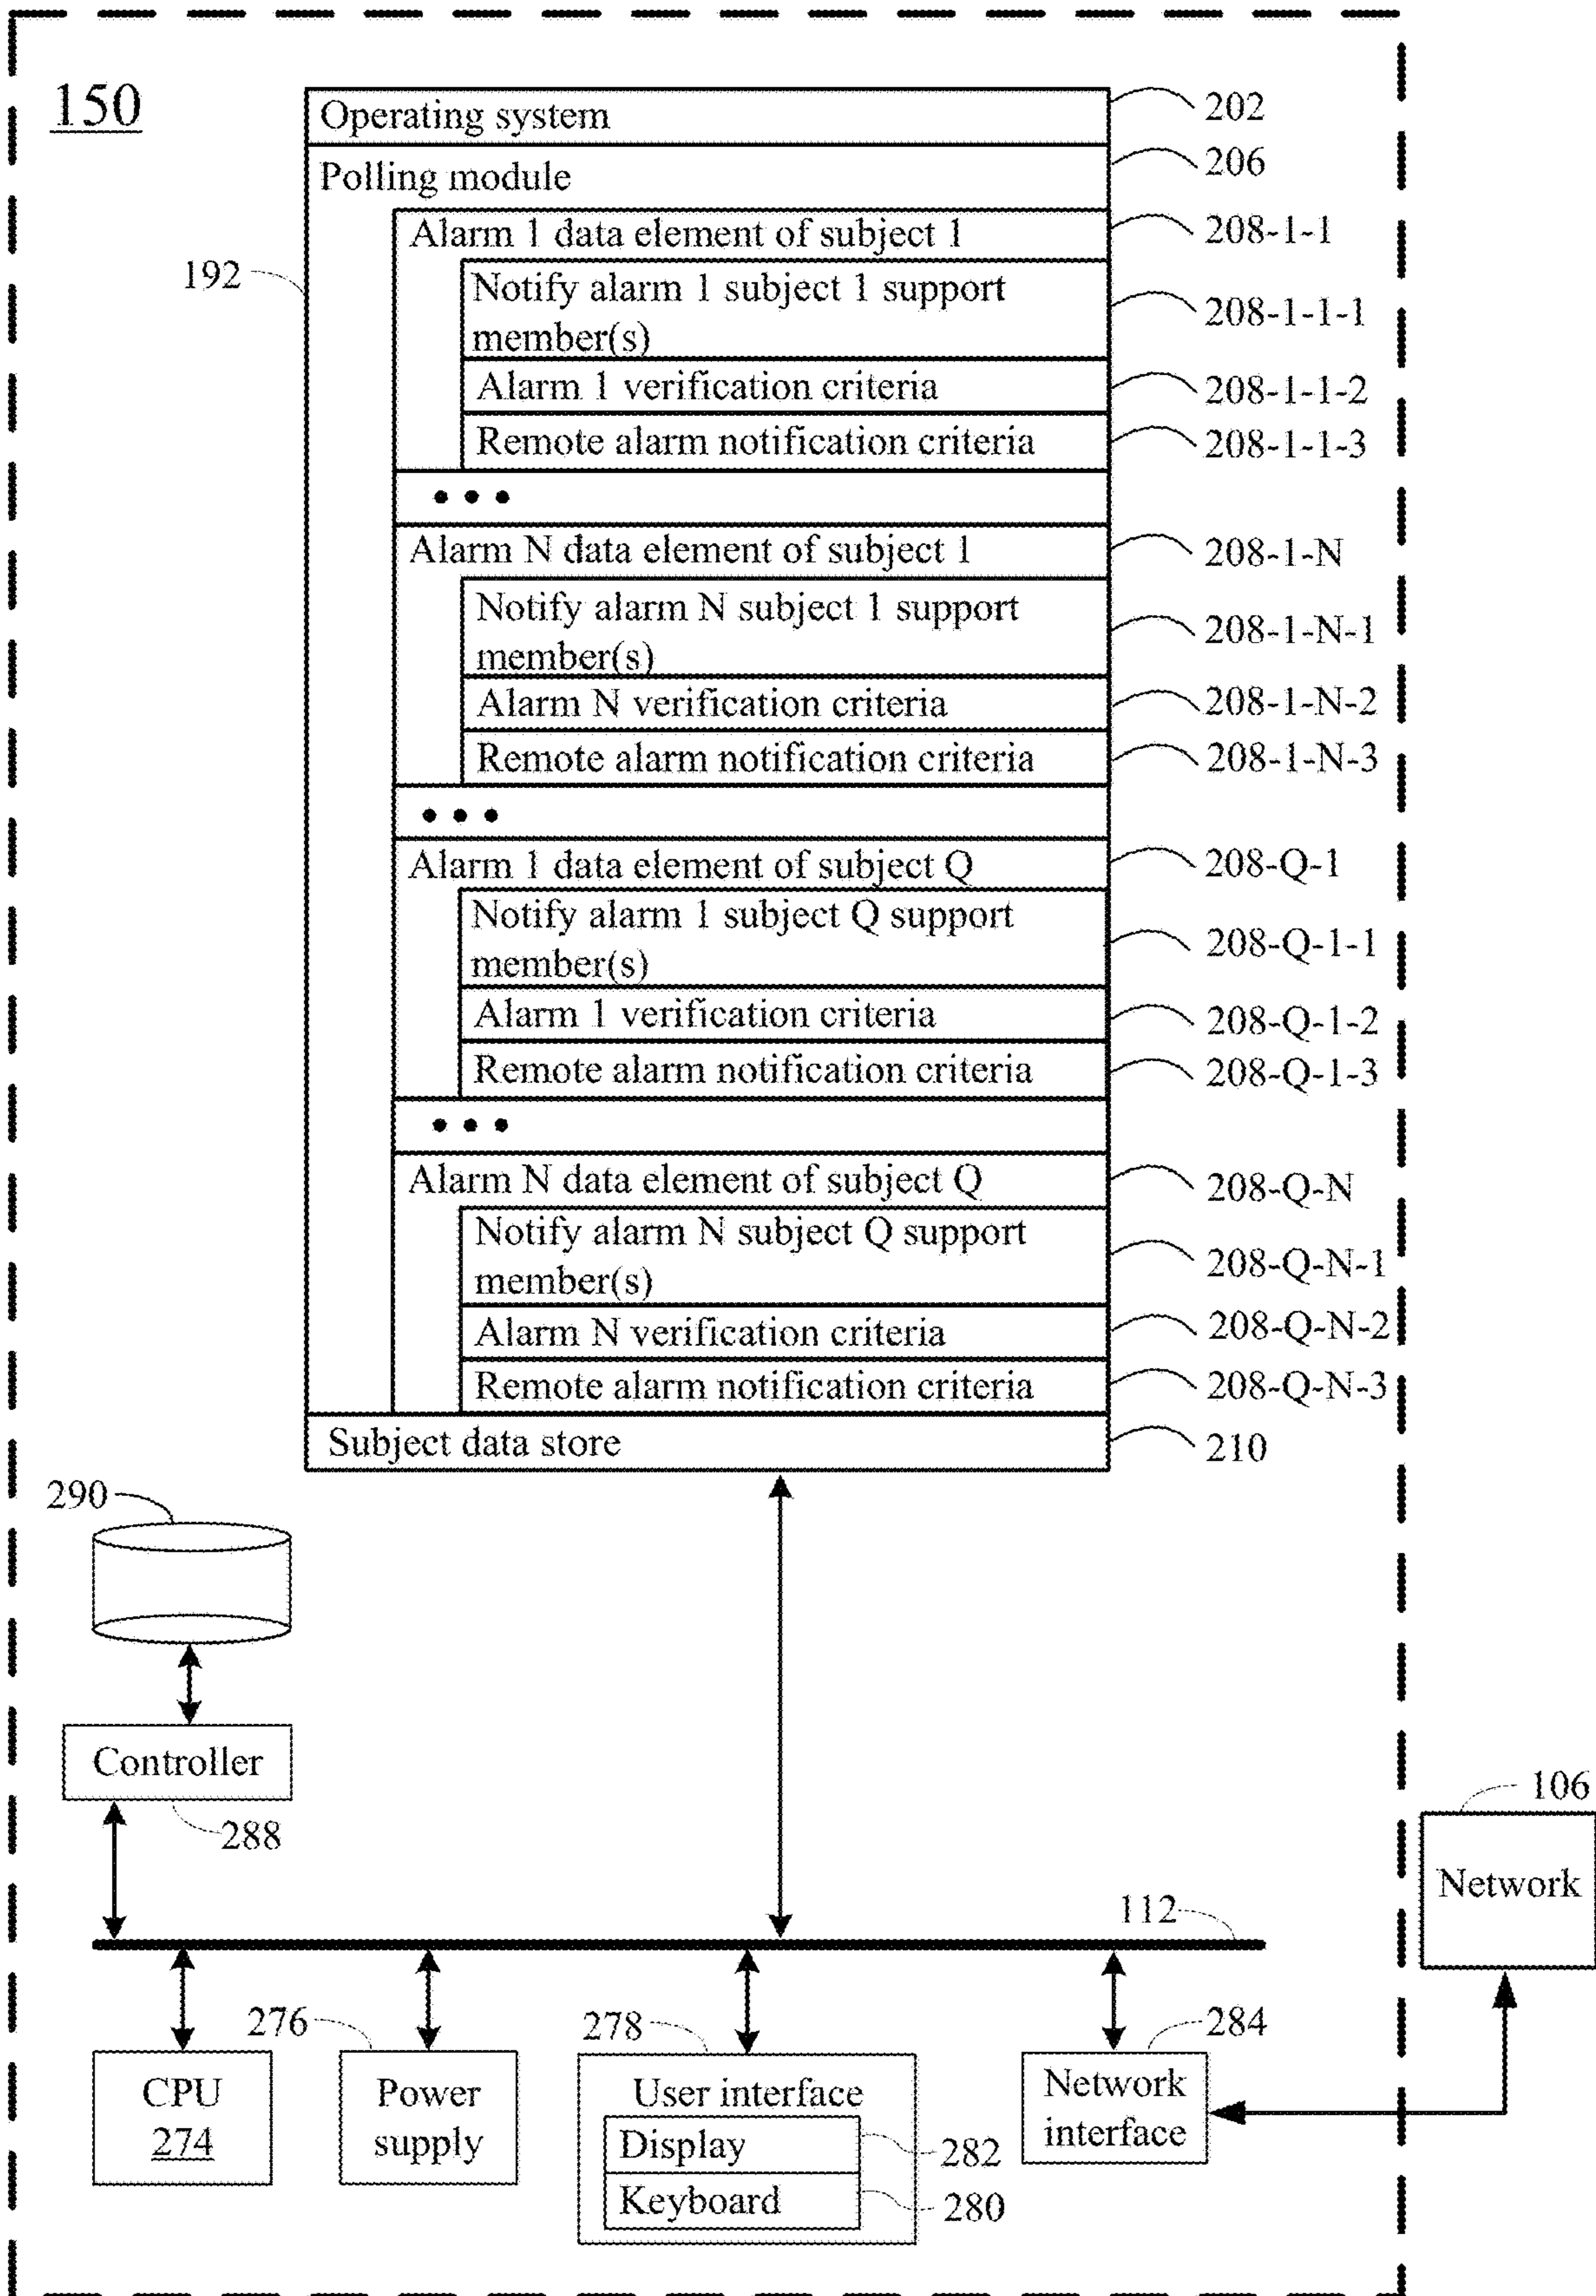 150
Operating system
202
Polling module
206
192
Alarm 1 data element of subject 1
208-1-1
Notify alarm 1 subject 1 support
member(s)
208-1-1-1
Alarm 1 verification criteria
208-1-1-2
Remote alarm notification criteria
208-1-1-3
• • •
Alarm N data element of subject 1
208-1-N
Notify alarm N subject 1 support
member(s)
208-1-N-1
Alarm N verification criteria
208-1-N-2
Remote alarm notification criteria
208-1-N-3
• • •
Alarm 1 data element of subject Q
208-Q-1
Notify alarm 1 subject Q support
member(s)
208-Q-1-1
Alarm 1 verification criteria
208-Q-1-2
Remote alarm notification criteria
208-Q-1-3
• • •
Alarm N data element of subject Q
208-Q-N
Notify alarm N subject Q support
member(s)
208-Q-N-1
Alarm N verification criteria
208-Q-N-2
Remote alarm notification criteria
208-Q-N-3
Subject data store
210
290
Controller
288
106
Network
112
276
278
284
CPU
274
Power
supply
User interface
Display
282
Keyboard
280
Network
interface